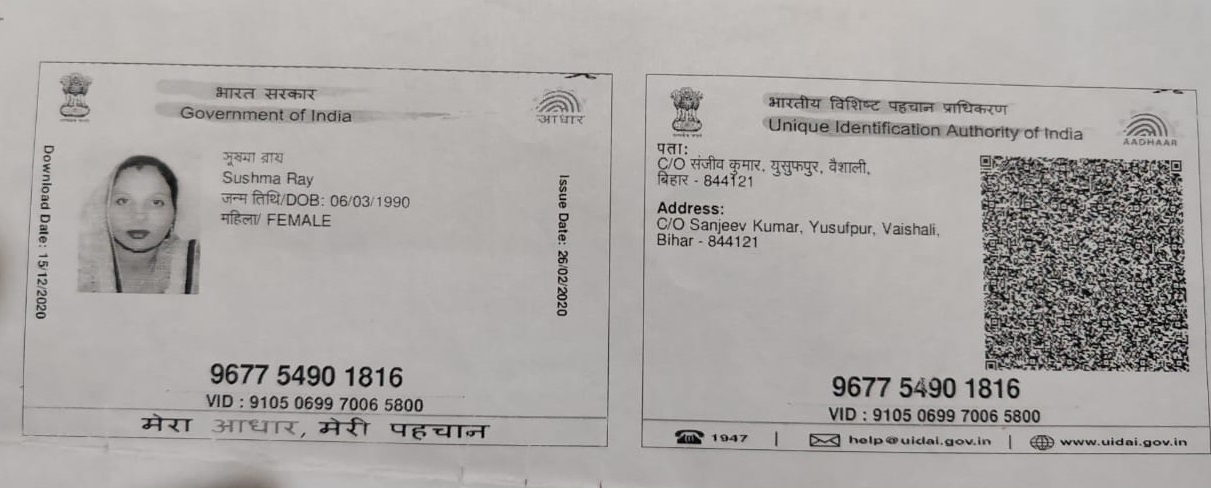 भारत सरकार
Government of India
आधार
Download Date: 15/12/2020
राय
Sushma Ray
जन्म तिथि/DOB: 06/03/1990
महिला/ FEMALE
Issue Date: 26/02/2020
9677 5490 1816
VID : 9105 0699 7006 5800
मेरा आधार, मेरी पहचान
भारतीय विशिष्ट पहचान प्राधिकरण
Unique Identification Authority of India
AADHAAR
पता:
C/O संजीव कुमार, युसुफपुर, वैशाली,
बिहार - 844121
Address:
C/O Sanjeev Kumar, Yusufpur, Vaishali,
Bihar - 844121
9677 5490 1816
VID : 9105 0699 7006 5800
1947 | help@uidai.gov.in | www.uidai.gov.in